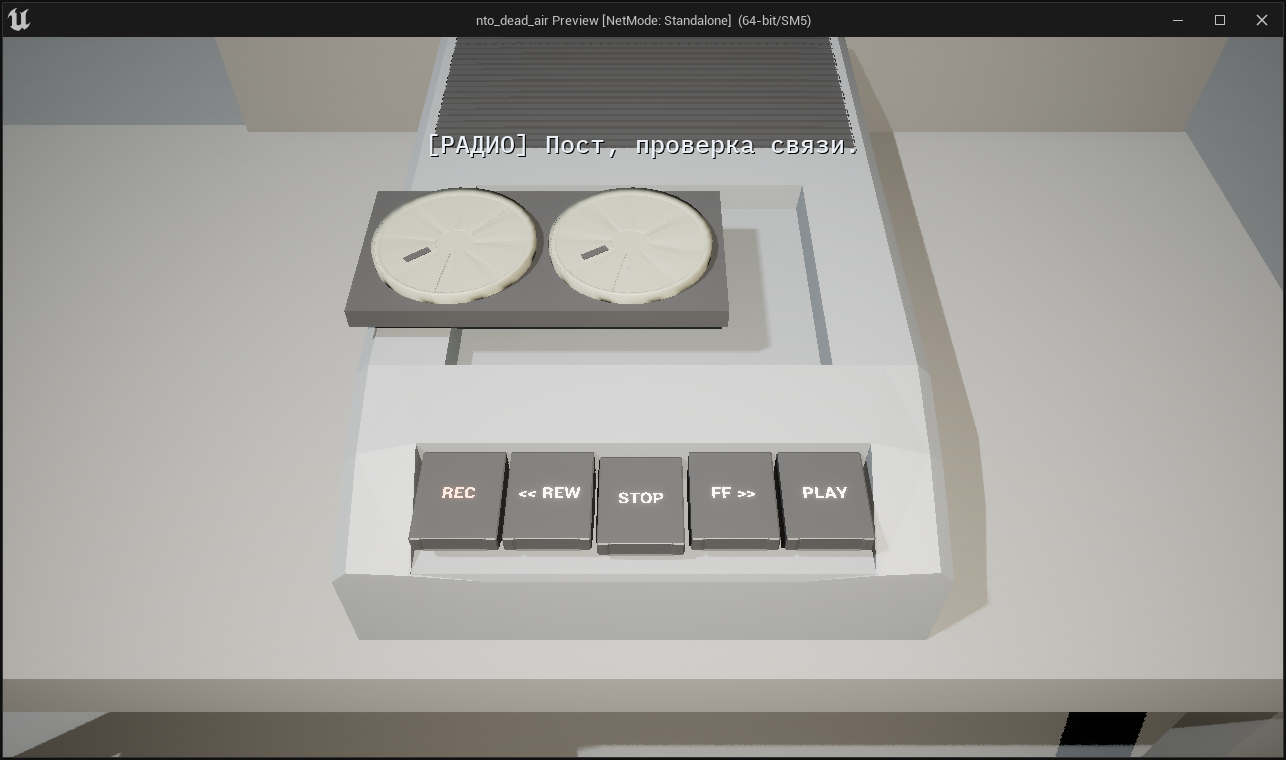 nto_dead_air Preview [NetMode: Standalone] (64-bit/SM5)
[РАДИО] Пост, проверка связи.
REC
<< REW
STOP
FF >>
PLAY